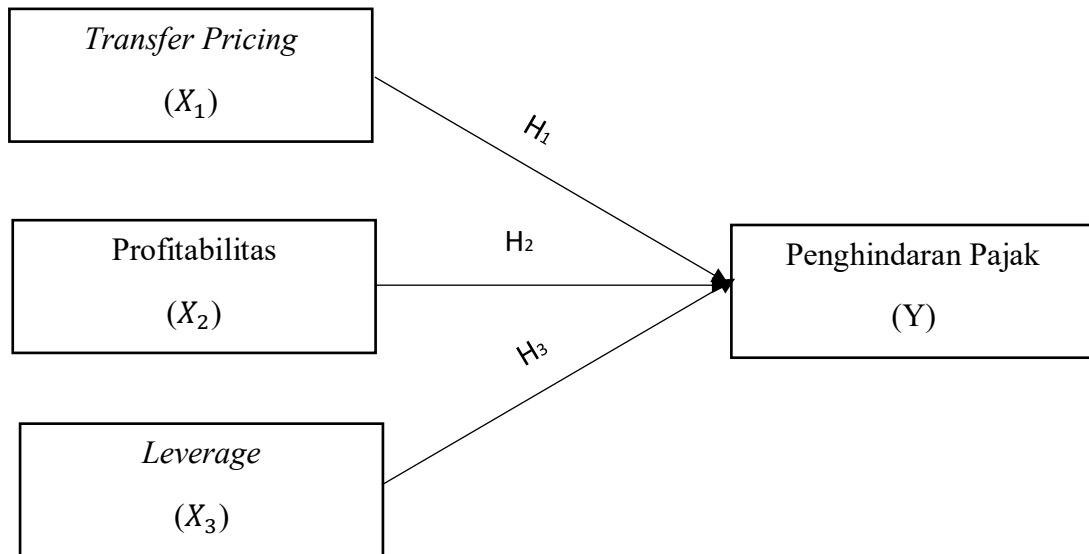 Transfer Pricing
(X₁)
H₁
Profitabilitas
(X₂)
H₂
Penghindaran Pajak
(Y)
H₃
Leverage
(X₃)